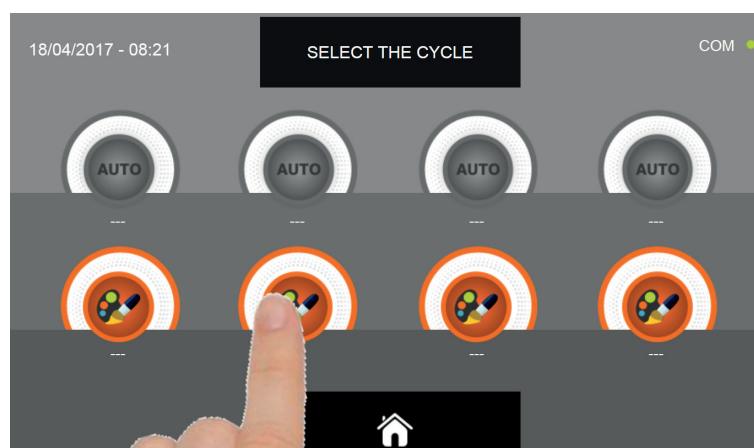 18/04/2017 - 08:21
SELECT THE CYCLE
COM
AUTO
AUTO
AUTO
AUTO
---
---
---
---
---
---
---